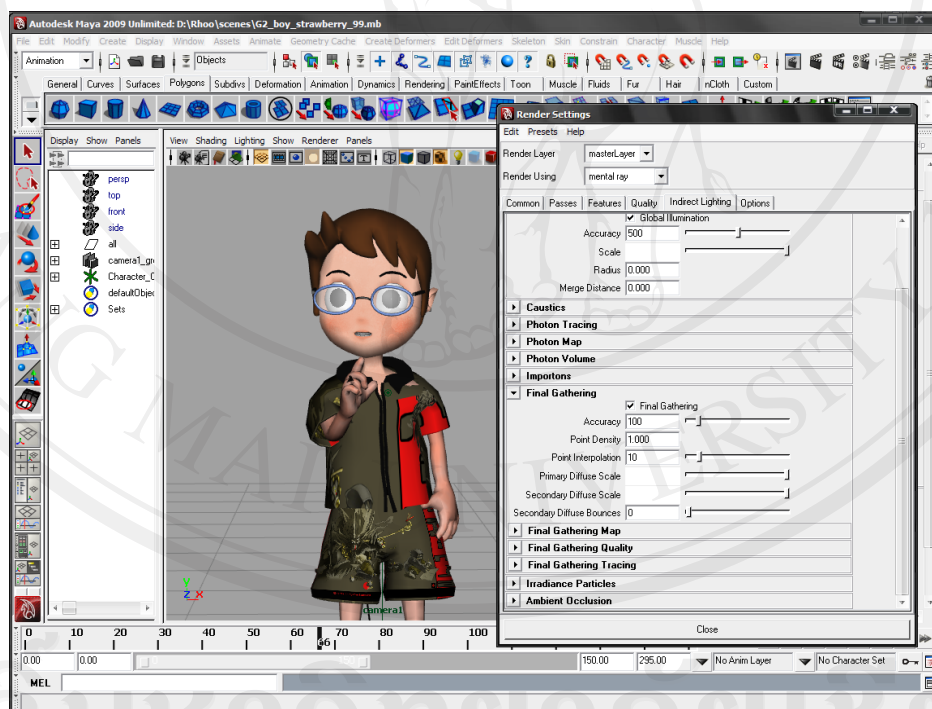 Autodesk Maya 2009 Unlimited: D:\Rhoo\scenes\G2_boy_strawberry_99.mb
File Edit Modify Create Display Window Assets Animate Geometry Cache Create Deformers Edit Deformers Skeleton Skin Constrain Character Muscle Help
Animation Objects
General Curves Surfaces Polygons Subdivs Deformation Animation Dynamics Rendering PaintEffects Toon Muscle Fluids Fur Hair nCloth Custom
Display Show Panels
View Shading Lighting Show Renderer Panels
persp
top
front
side
all
camera1_gr
Character_C
defaultObjec
Sets
y
z x
camera1
Render Settings
Edit Presets Help
Render Layer masterLayer
Render Using mental ray
Common Passes Features Quality Indirect Lighting Options
Global Illumination
Accuracy 500
Scale
Radius 0.000
Merge Distance 0.000
Caustics
Photon Tracing
Photon Map
Photon Volume
Importons
Final Gathering
Final Gathering
Accuracy 100
Point Density 1.000
Point Interpolation 10
Primary Diffuse Scale
Secondary Diffuse Scale
Secondary Diffuse Bounces 0
Final Gathering Map
Final Gathering Quality
Final Gathering Tracing
Irradiance Particles
Ambient Occlusion
Close
0 10 20 30 40 50 60 70 80 90 100
66
0.00 0.00 150.00 295.00 No Anim Layer No Character Set
MEL